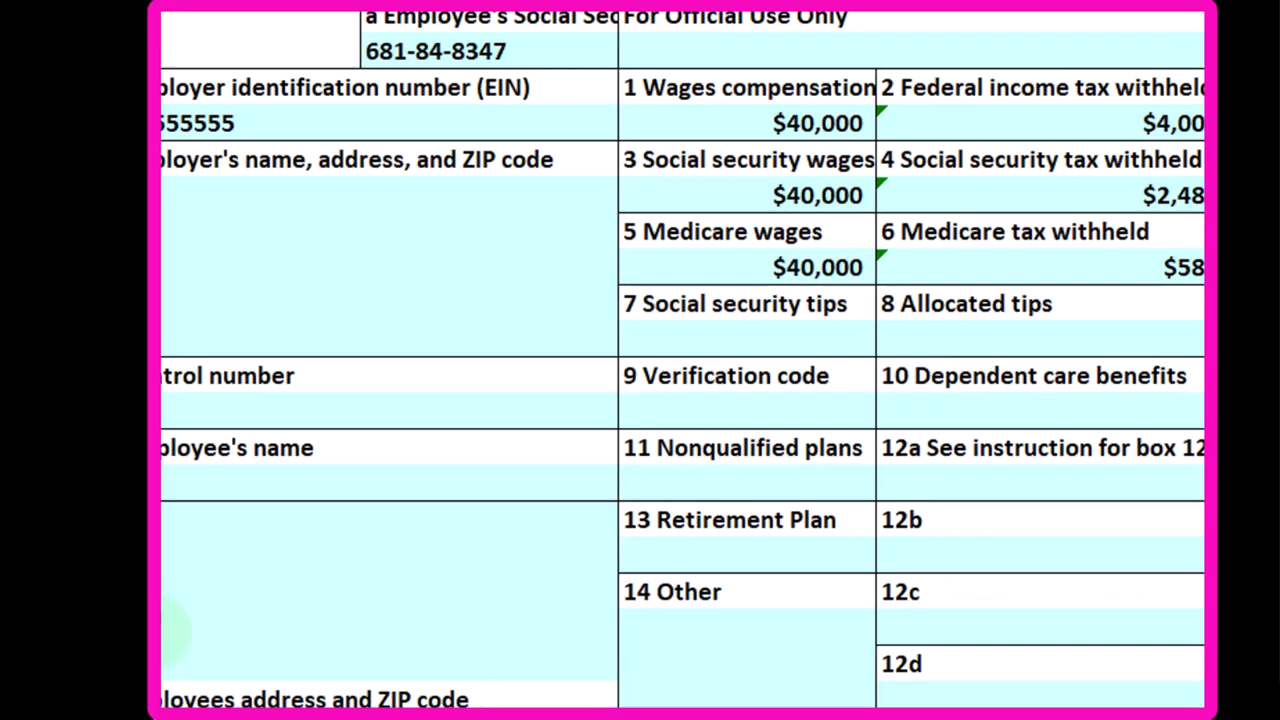 a Employee's Social Sec
For Official Use Only
681-84-8347
ployer identification number (EIN)
1 Wages compensation
2 Federal income tax withheld
555555
$40,000
$4,00
ployer's name, address, and ZIP code
3 Social security wages
4 Social security tax withheld
$40,000
$2,48
5 Medicare wages
6 Medicare tax withheld
$40,000
$58
7 Social security tips
8 Allocated tips
trol number
9 Verification code
10 Dependent care benefits
ployee's name
11 Nonqualified plans
12a See instruction for box 12
13 Retirement Plan
12b
14 Other
12c
12d
ployees address and ZIP code